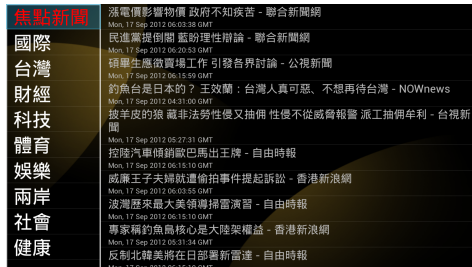 焦點新聞
國際
台灣
財經
科技
體育
娛樂
兩岸
社會
健康
漲電價影響物價 政府不知疾苦 - 聯合新聞網
Mon, 17 Sep 2012 06:03:38 GMT
民進黨提倒閣 藍盼理性辯論 - 聯合新聞網
Mon, 17 Sep 2012 06:20:53 GMT
碩畢生應徵賣場工作 引發各界討論 - 公視新聞
Mon, 17 Sep 2012 06:15:59 GMT
釣魚台是日本的？ 王效蘭：台灣人真可惡、不想再待台灣 - NOWnews
Mon, 17 Sep 2012 04:31:00 GMT
披羊皮的狼 藏非法勞性侵又抽佣 性侵不從威脅報警 派工抽佣牟利 - 台視新
聞
Mon, 17 Sep 2012 05:27:31 GMT
控陸汽車傾銷歐巴馬出王牌 - 自由時報
Mon, 17 Sep 2012 06:15:10 GMT
威廉王子夫婦就遭偷拍事件提起訴訟 - 香港新浪網
Mon, 17 Sep 2012 06:03:55 GMT
波灣歷來最大美領導掃雷演習 - 自由時報
Mon, 17 Sep 2012 06:15:10 GMT
專家稱釣魚島核心是大陸架權益 - 香港新浪網
Mon, 17 Sep 2012 05:31:34 GMT
反制北韓美將在日部署新雷達 - 自由時報